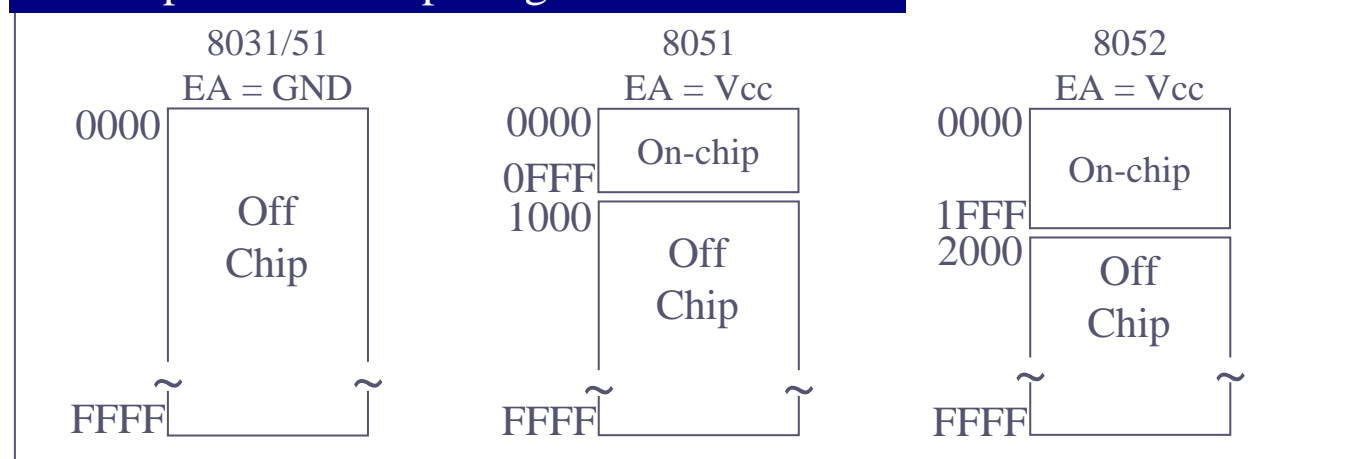 8031/51
EA = GND
0000
Off
Chip
~ ~
FFFF
8051
EA = Vcc
0000
On-chip
0FFF
1000
Off
Chip
~ ~
FFFF
8052
EA = Vcc
0000
On-chip
1FFF
2000
Off
Chip
~ ~
FFFF